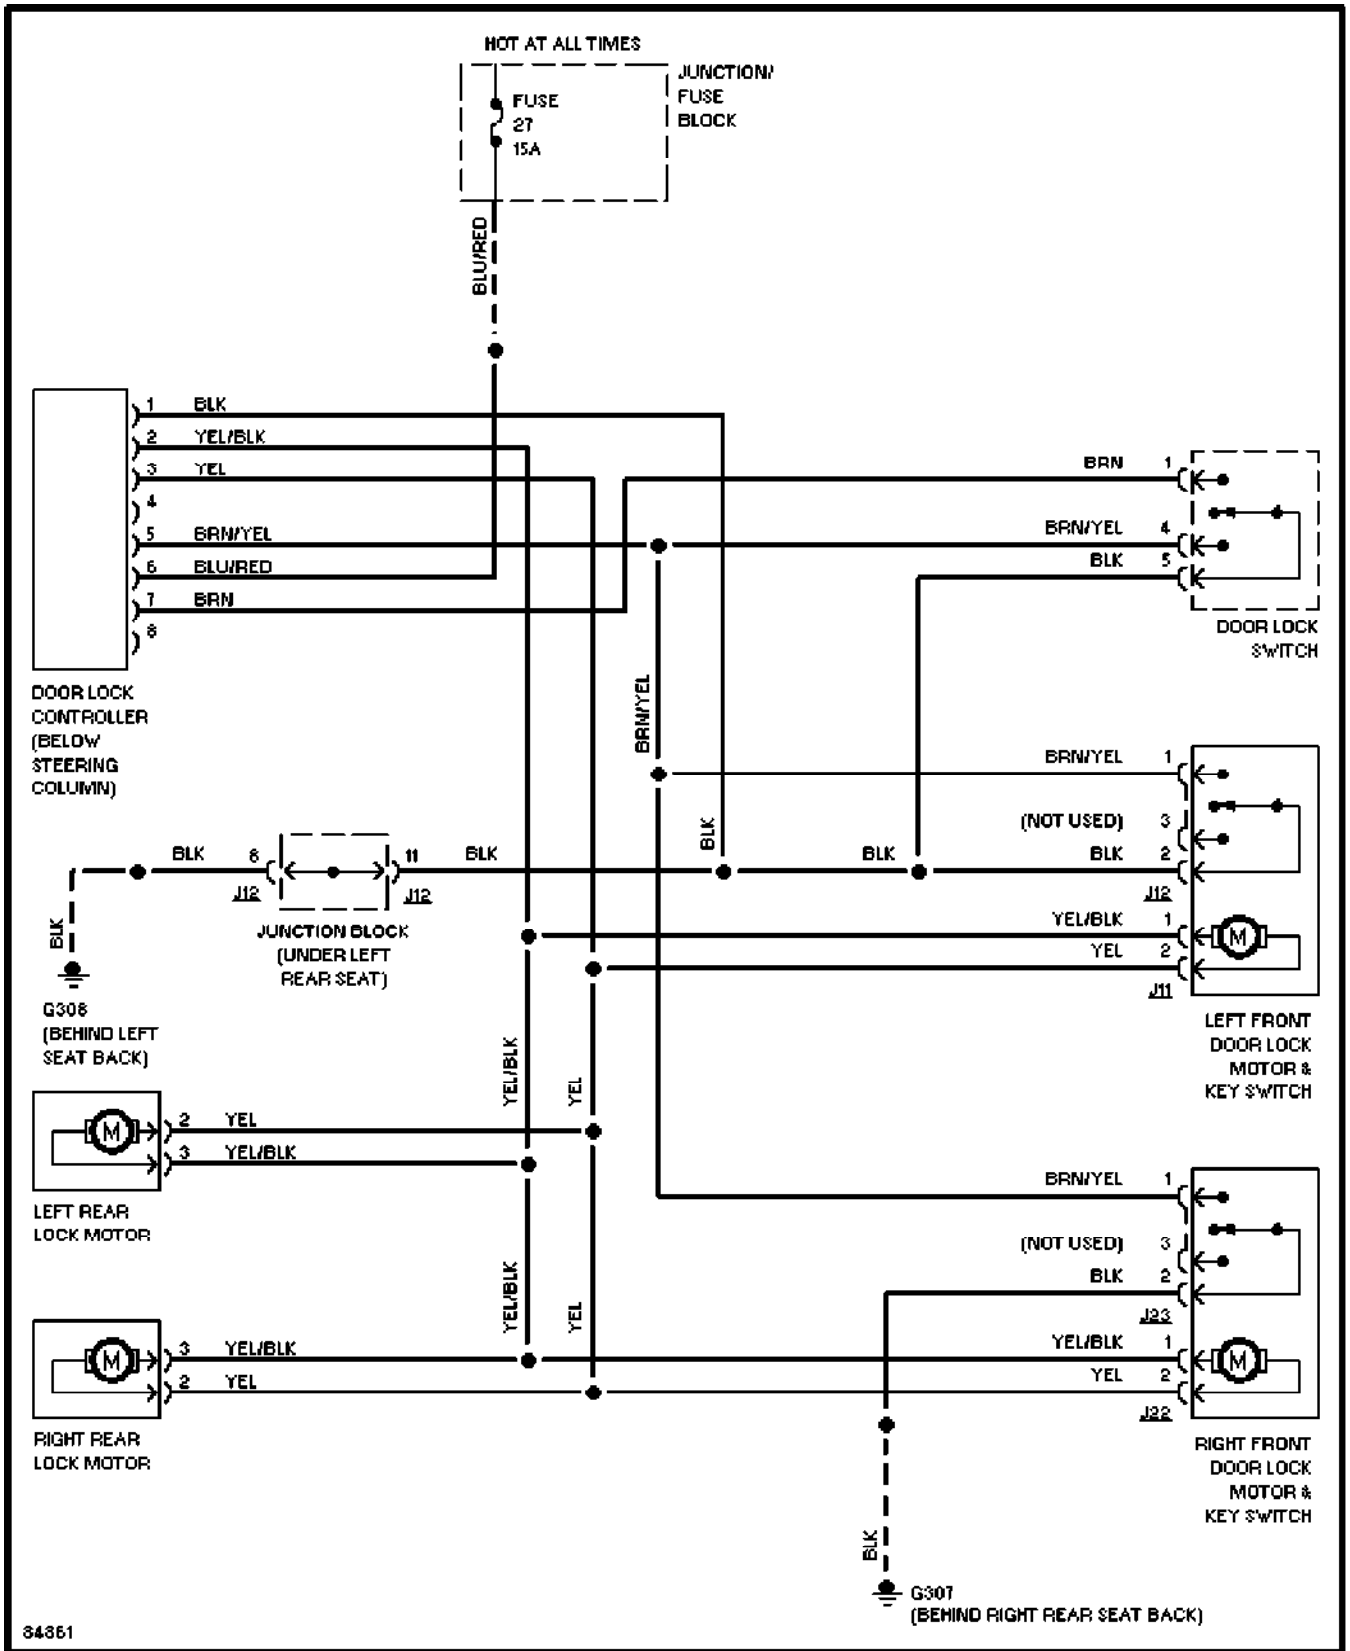 HOT AT ALL TIMES
JUNCTION/
FUSE
BLOCK
FUSE
27
15A
BLU/RED
1 BLK
2 YEL/BLK
3 YEL
4
5 BRN/YEL
6 BLU/RED
7 BRN
8
DOOR LOCK
CONTROLLER
(BELOW
STEERING
COLUMN)
BRN 1
BRN/YEL 4
BLK 5
DOOR LOCK
SWITCH
BRN/YEL
BRN/YEL 1
(NOT USED) 3
BLK 2
J12
YEL/BLK 1
YEL 2
J11
LEFT FRONT
DOOR LOCK
MOTOR &
KEY SWITCH
M
BLK
BLK
BLK 8
J12
11 BLK
J12
JUNCTION BLOCK
(UNDER LEFT
REAR SEAT)
BLK
G308
(BEHIND LEFT
SEAT BACK)
YEL/BLK
YEL
M
2 YEL
3 YEL/BLK
LEFT REAR
LOCK MOTOR
YEL/BLK
YEL
M
3 YEL/BLK
2 YEL
RIGHT REAR
LOCK MOTOR
BRN/YEL 1
(NOT USED) 3
BLK 2
J23
YEL/BLK 1
YEL 2
J22
M
RIGHT FRONT
DOOR LOCK
MOTOR &
KEY SWITCH
BLK
G307
(BEHIND RIGHT REAR SEAT BACK)
84861